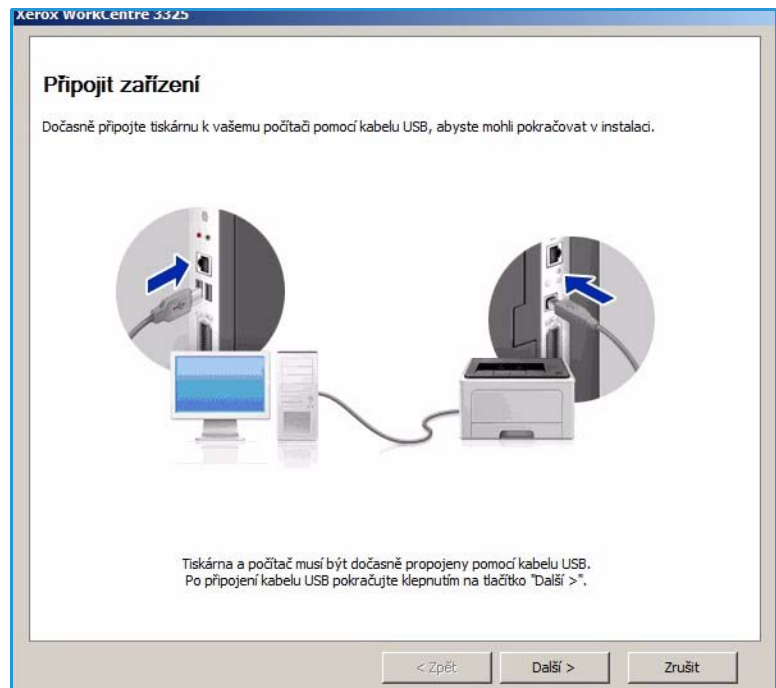 Xerox WorkCentre 3325
Připojit zařízení
Dočasně připojte tiskárnu k vašemu počítači pomocí kabelu USB, abyste mohli pokračovat v instalaci.
Tiskárna a počítač musí být dočasně propojeny pomocí kabelu USB.
Po připojení kabelu USB pokračujte klepnutím na tlačítko "Další >".
< Zpět
Další >
Zrušit